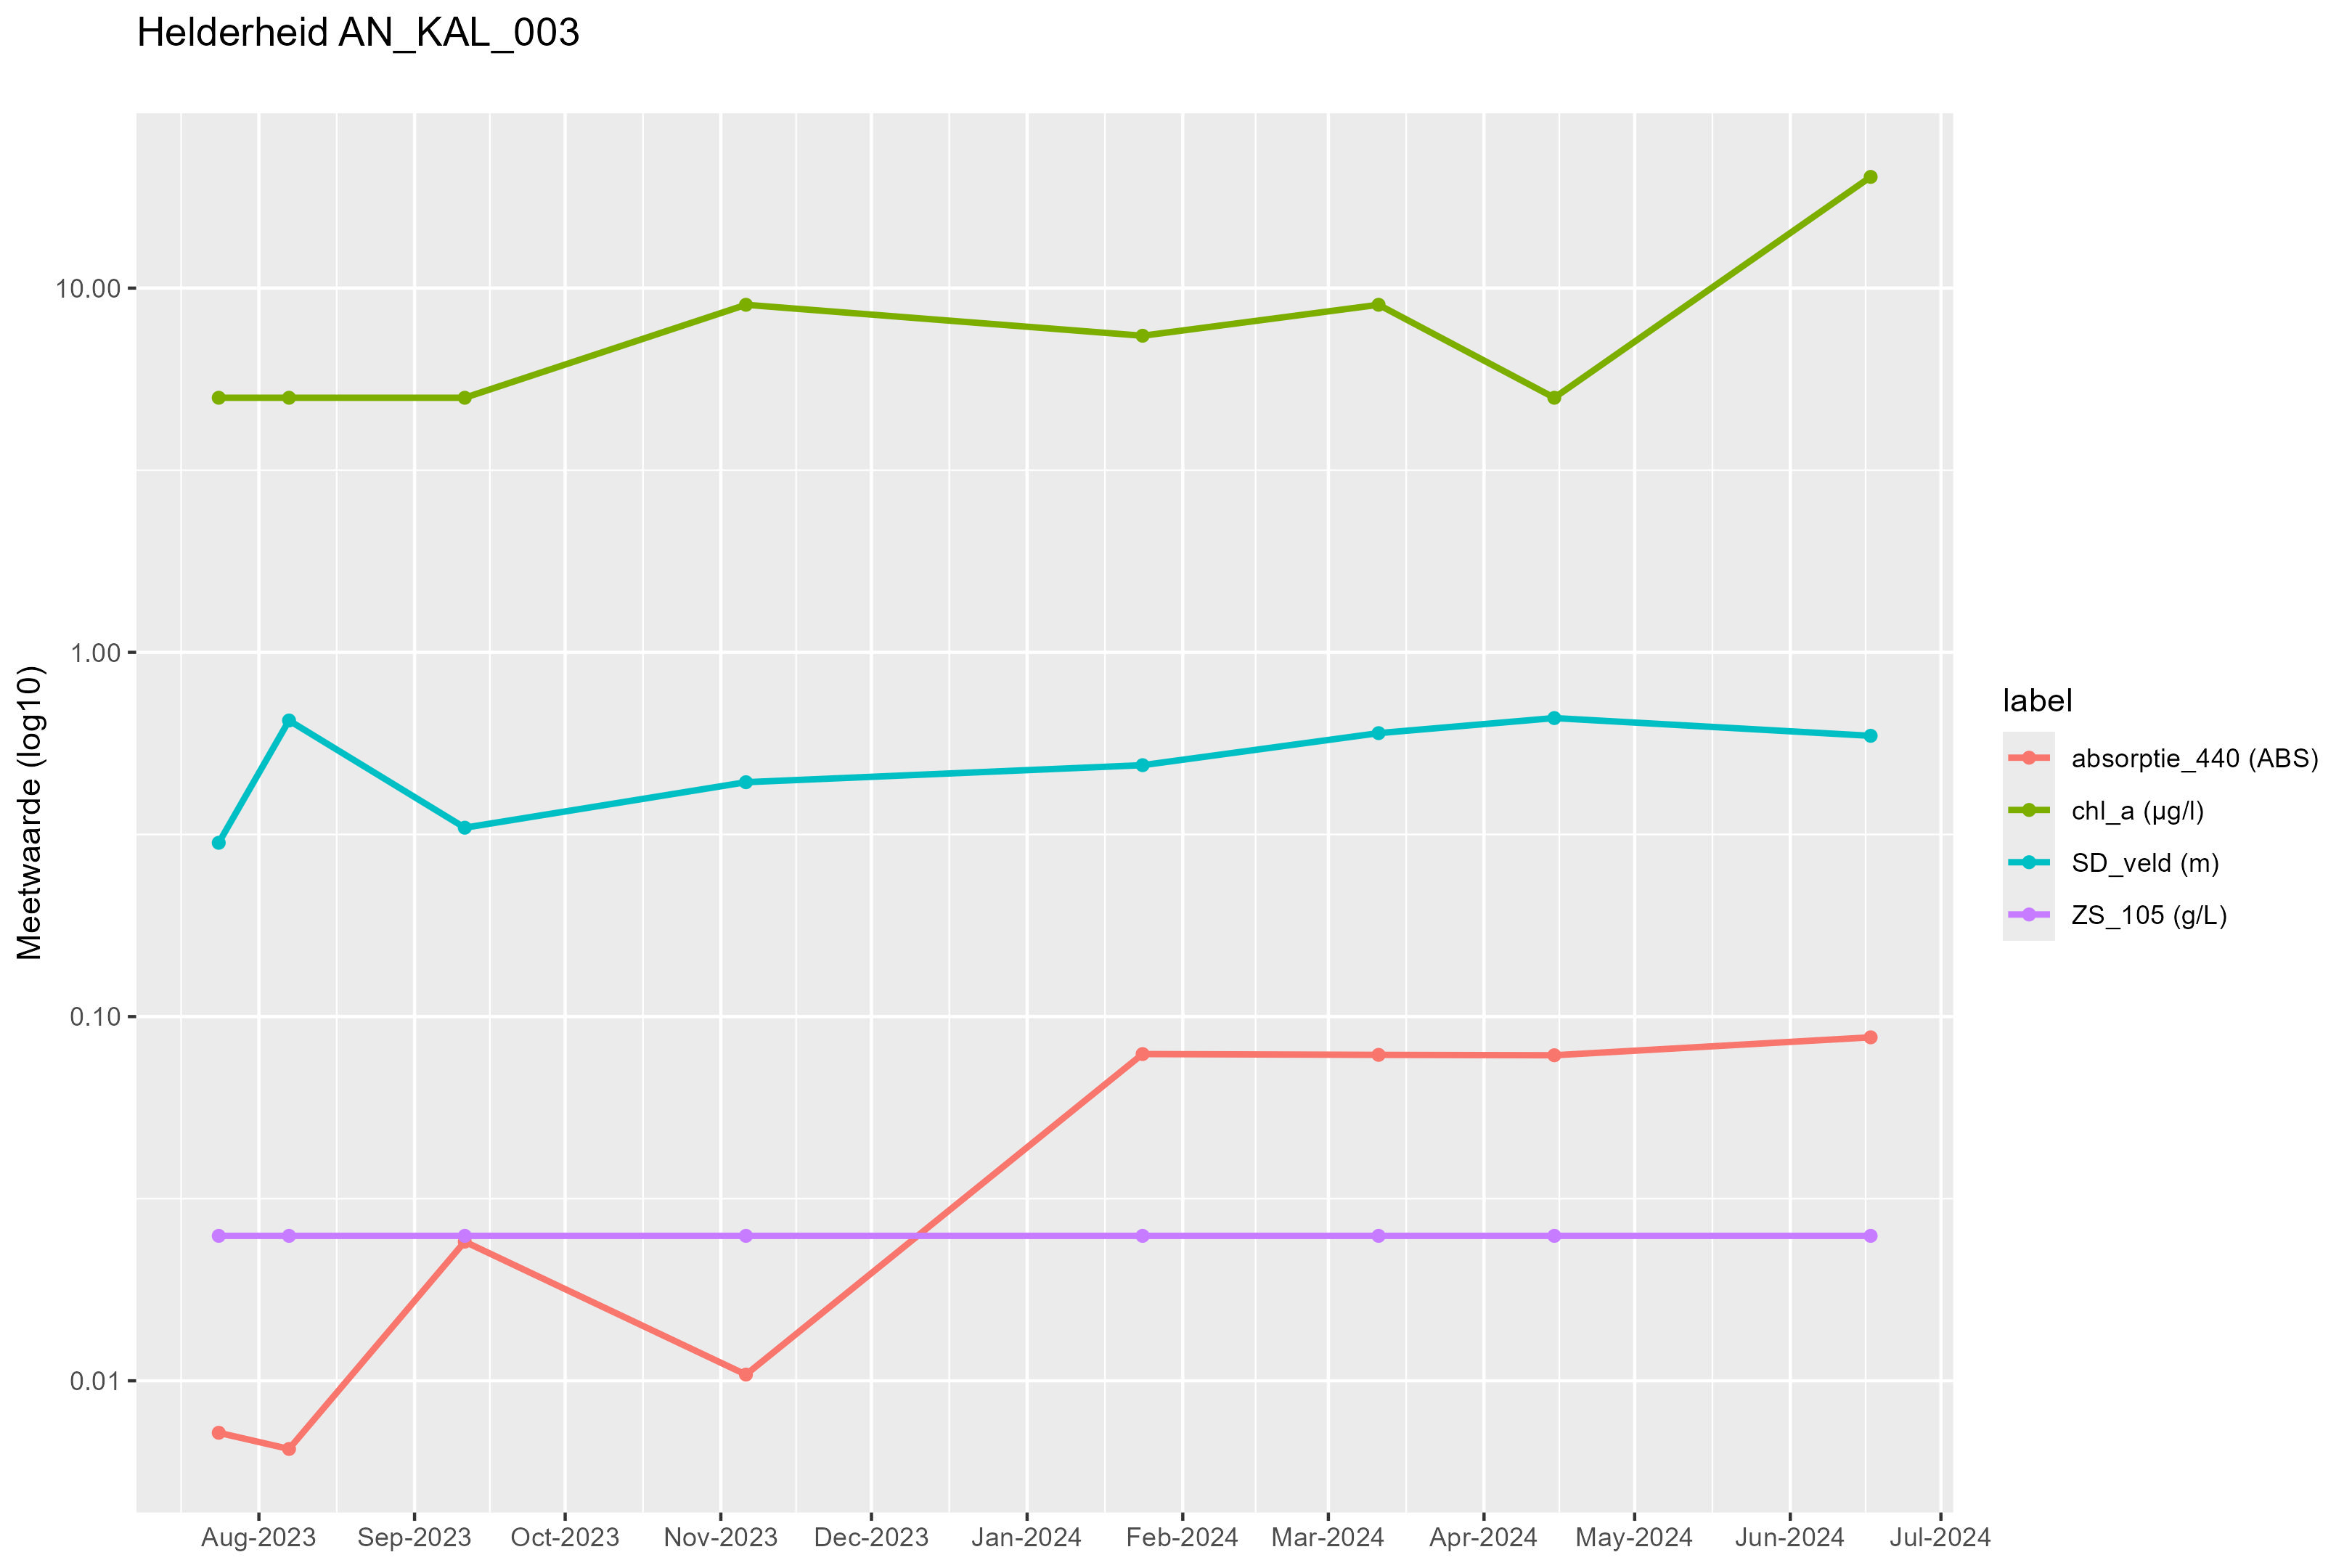 Helderheid AN_KAL_003
Meetwaarde (log10)
10.00
1.00
0.10
0.01
Aug-2023 Sep-2023 Oct-2023 Nov-2023 Dec-2023 Jan-2024 Feb-2024 Mar-2024 Apr-2024 May-2024 Jun-2024 Jul-2024
label
absorptie_440 (ABS)
chl_a (µg/l)
SD_veld (m)
ZS_105 (g/L)